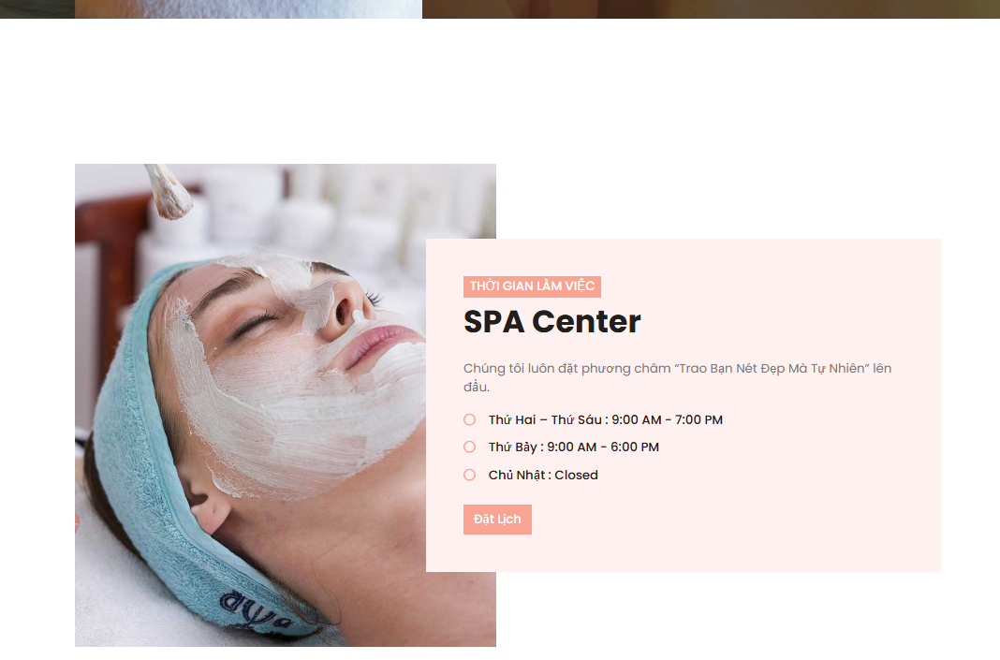 THỜI GIAN LÀM VIỆC
SPA Center
Chúng tôi luôn đặt phương châm “Trao Bạn Nét Đẹp Mà Tự Nhiên” lên
đầu.
Thứ Hai – Thứ Sáu : 9:00 AM - 7:00 PM
Thứ Bảy : 9:00 AM - 6:00 PM
Chủ Nhật : Closed
Đặt Lịch